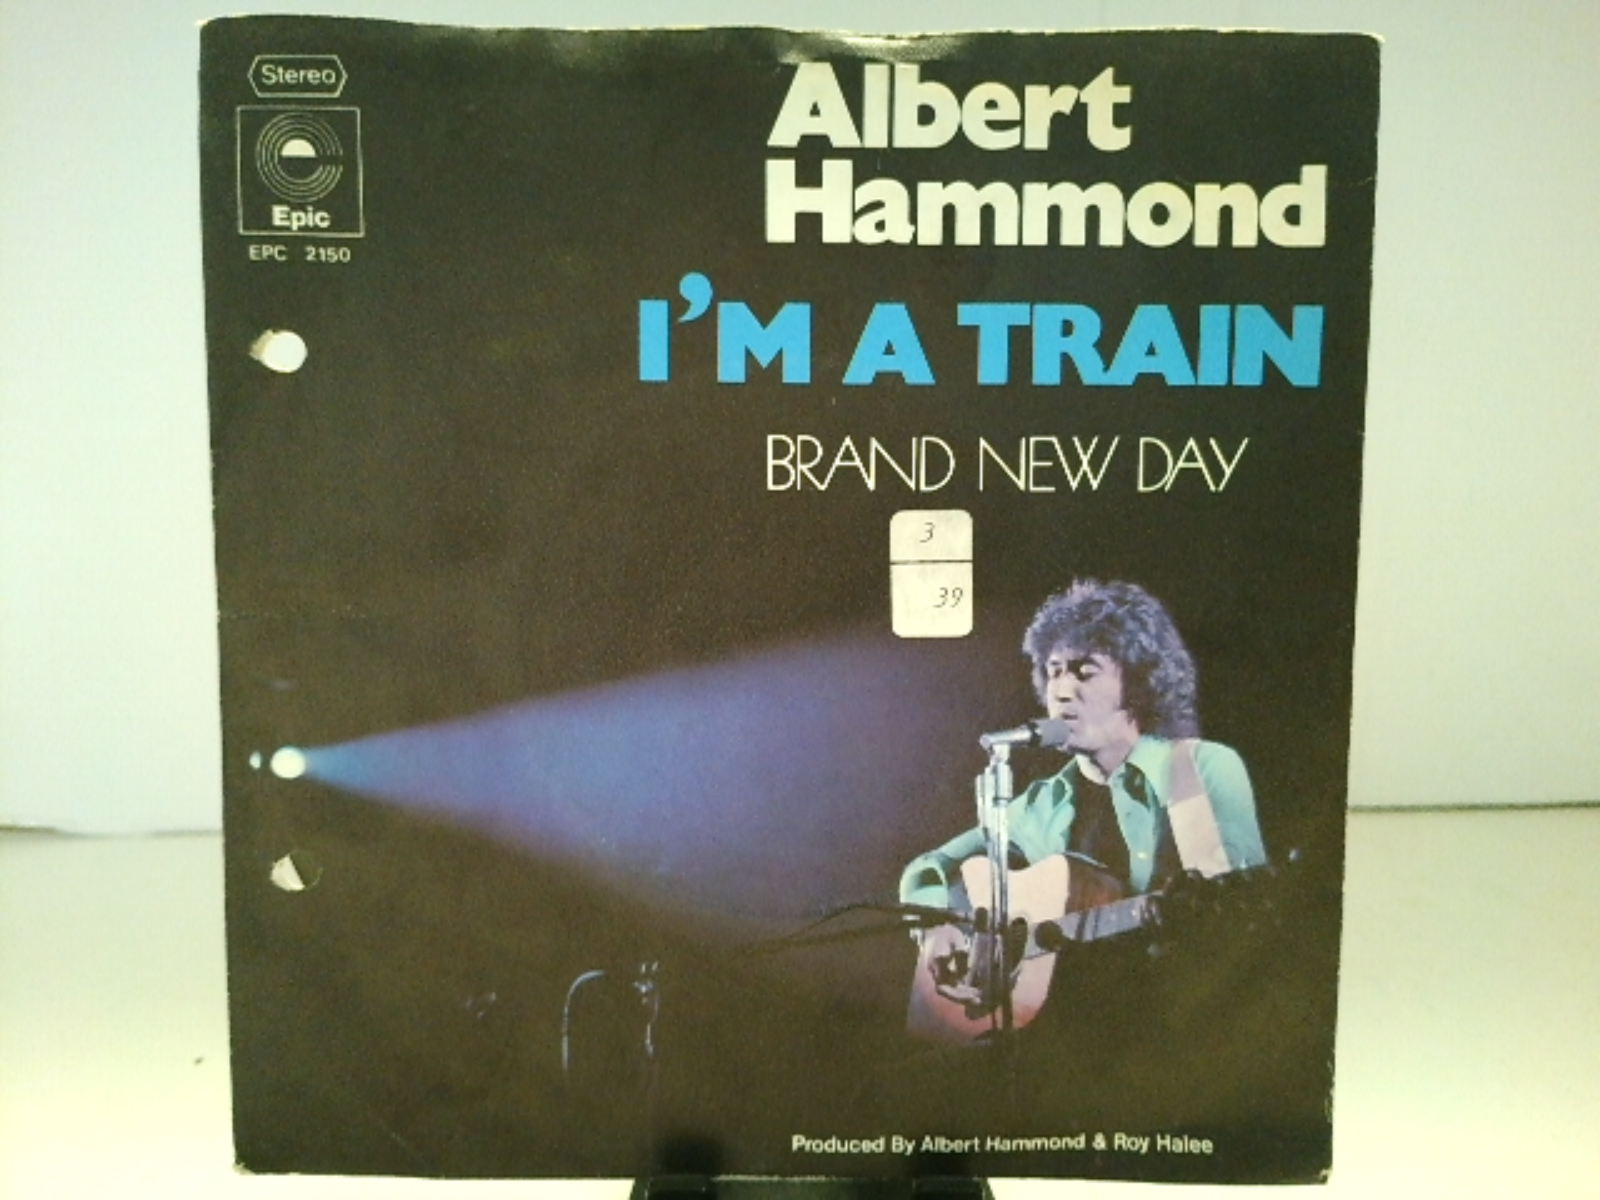 Stereo
Epic
EPC 2150
Albert
Hammond
I'M A TRAIN
BRAND NEW DAY
3
39
Produced By Albert Hammond & Roy Halee